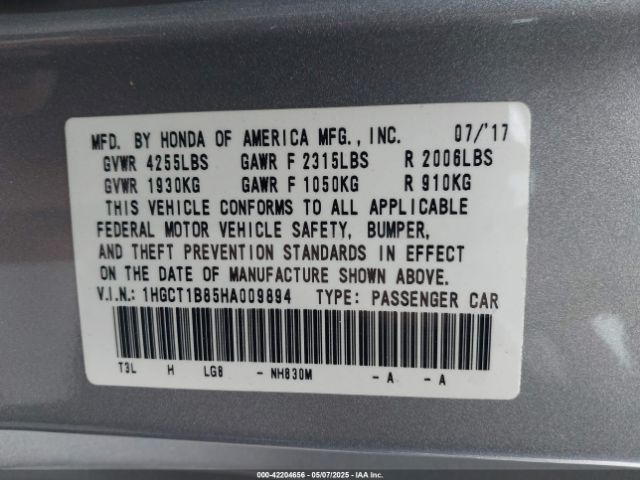 MFD. BY HONDA OF AMERICA MFG., INC. 07/'17
GVWR 4255LBS GAWR F 2315LBS R 2006LBS
GVWR 1930KG GAWR F 1050KG R 910KG
THIS VEHICLE CONFORMS TO ALL APPLICABLE
FEDERAL MOTOR VEHICLE SAFETY, BUMPER,
AND THEFT PREVENTION STANDARDS IN EFFECT
ON THE DATE OF MANUFACTURE SHOWN ABOVE.
V.I.N.: 1HGCT1B85HA009894 TYPE: PASSENGER CAR
T3L H LG8 - NH830M - A - A
000-42204656 - 05/07/2025 - IAA Inc.